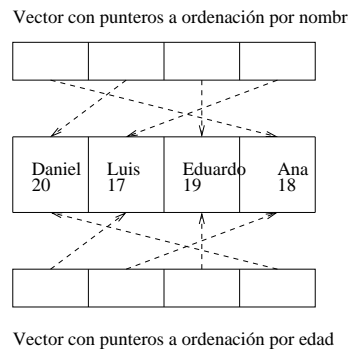 Vector con punteros a ordenación por nombr
Daniel Luis Eduardo Ana
20 17 19 18
Vector con punteros a ordenación por edad